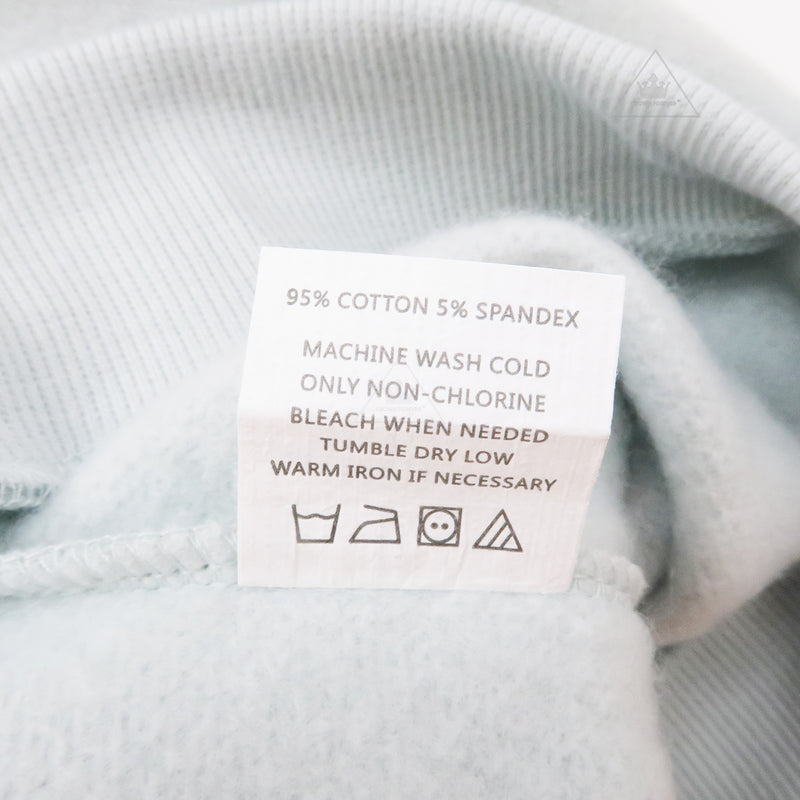 95% COTTON 5% SPANDEX
MACHINE WASH COLD
ONLY NON-CHLORINE
BLEACH WHEN NEEDED
TUMBLE DRY LOW
WARM IRON IF NECESSARY